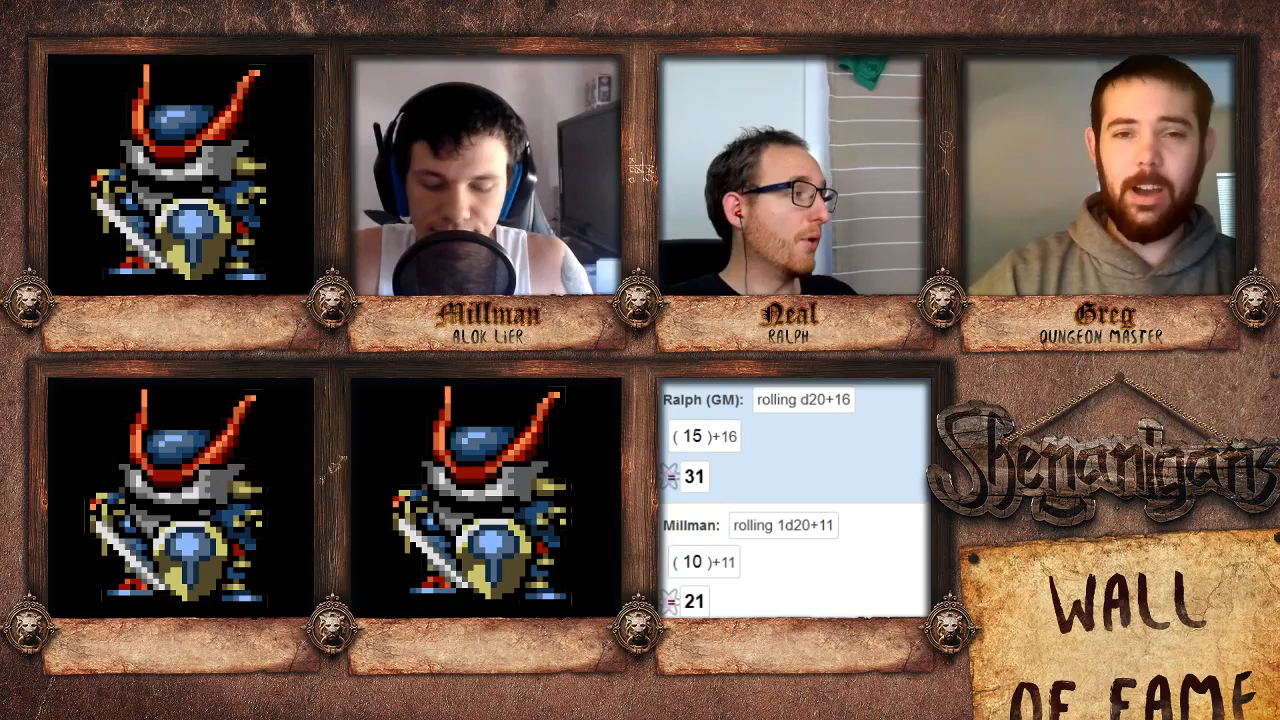 Millman
ALOK LIER
Neal
RALPH
Greg
DUNGEON MASTER
Ralph (GM): rolling d20+16
( 15 )+16
= 31
Millman: rolling 1d20+11
( 10 )+11
= 21
Shenanigans
WALL
OF FAME